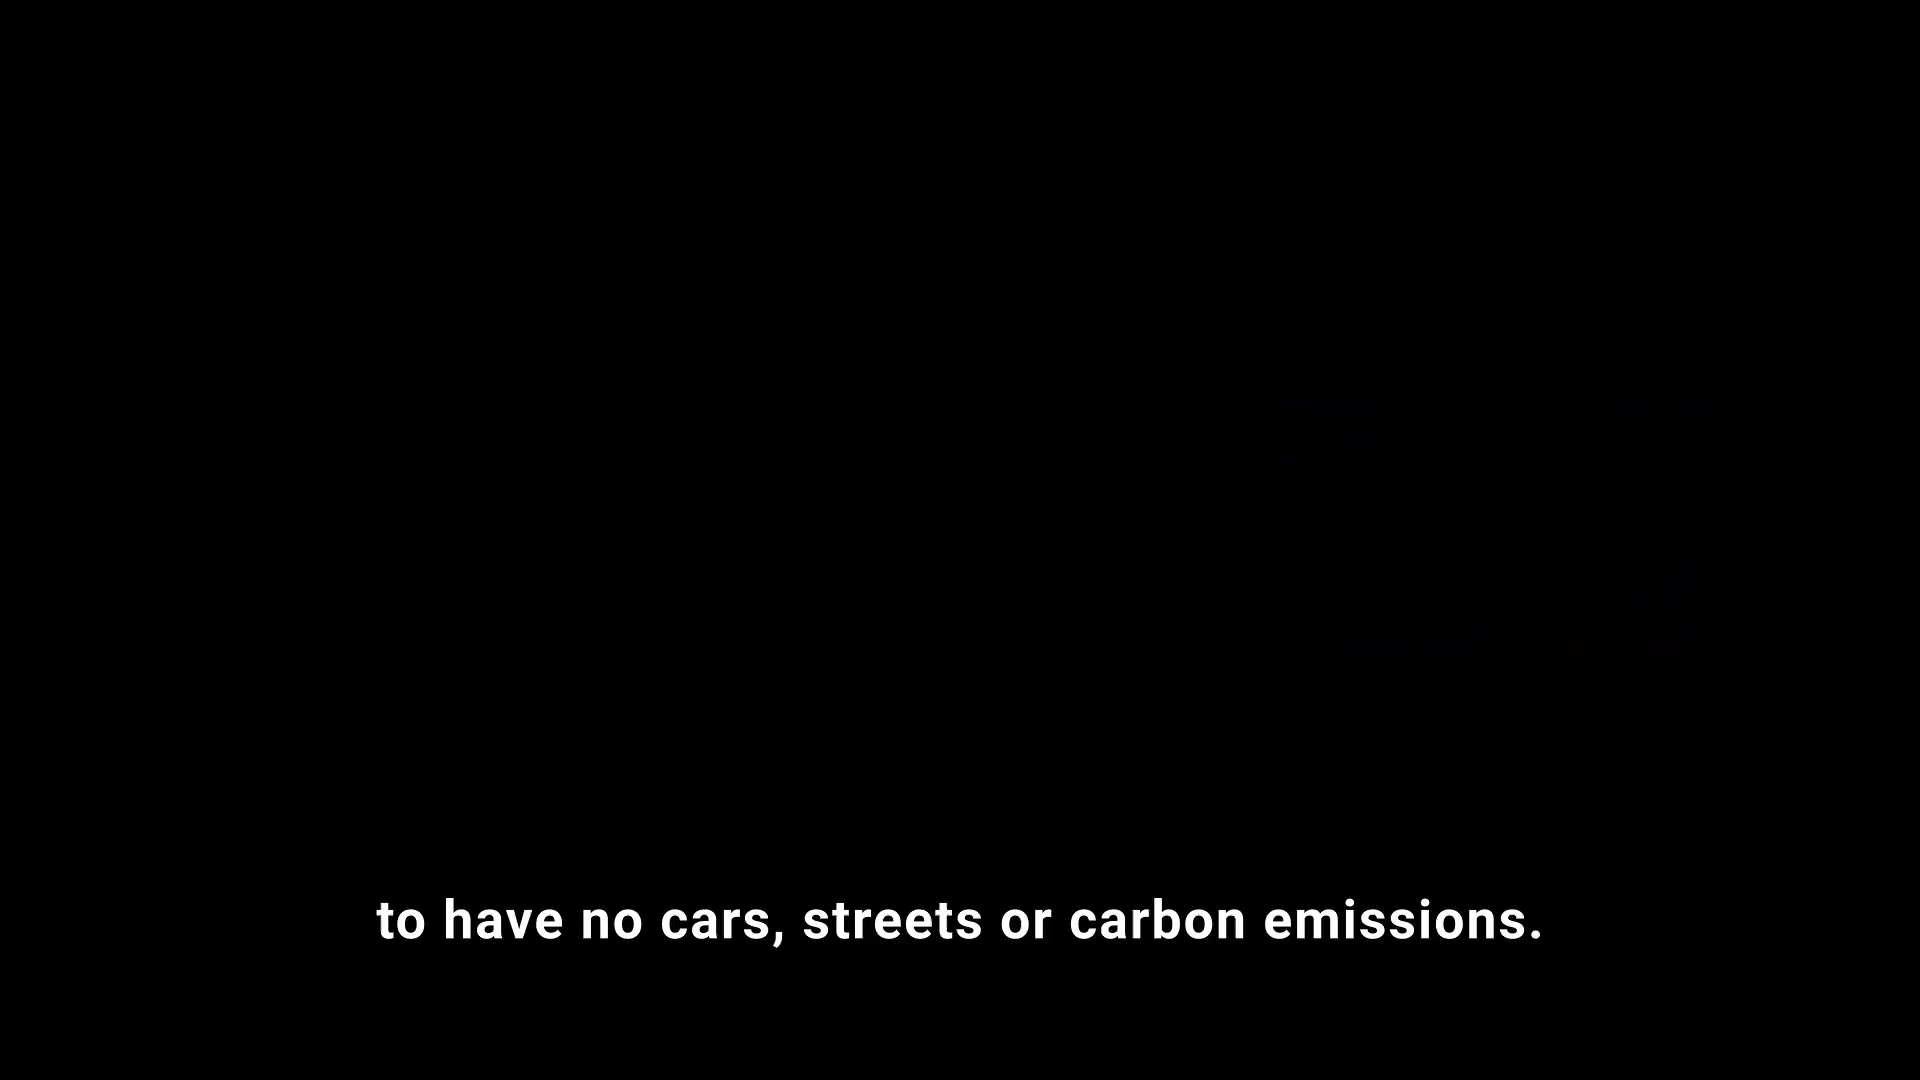 to have no cars, streets or carbon emissions.